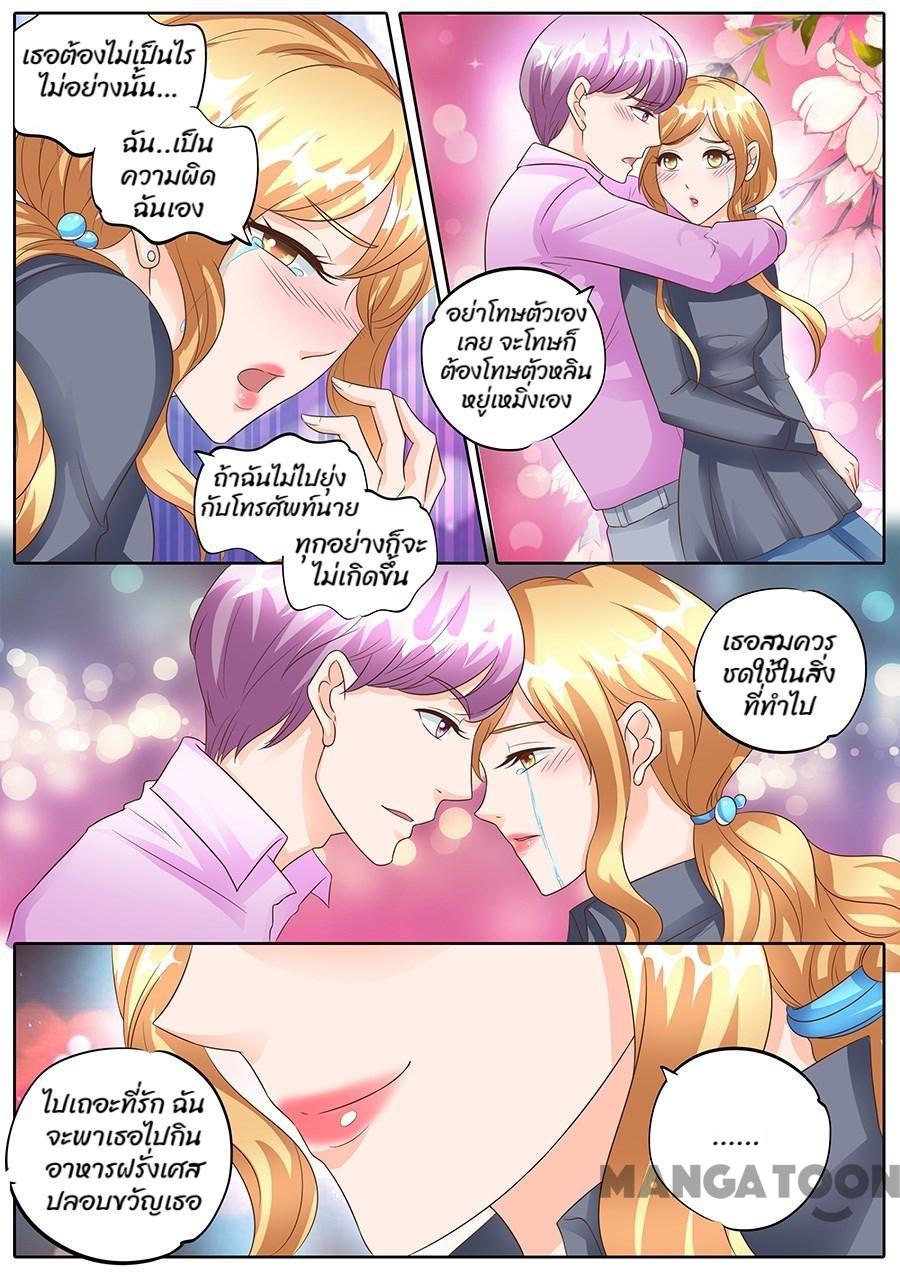 เธอต้องไม่เป็นไร
ไม่อย่างนั้น...
ฉัน..เป็น
ความผิด
ฉันเอง
อย่าโทษตัวเอง
เลย จะโทษก็
ต้องโทษตัวหลิน
หยู่เหมิ่งเอง
ถ้าฉันไม่ไปยุ่ง
กับโทรศัพท์นาย
ทุกอย่างก็จะ
ไม่เกิดขึ้น
เธอสมควร
ชดใช้ในสิ่ง
ที่ทำไป
ไปเถอะที่รัก ฉัน
จะพาเธอไปกิน
อาหารฝรั่งเศส
ปลอบขวัญเธอ
......
MANGATOON